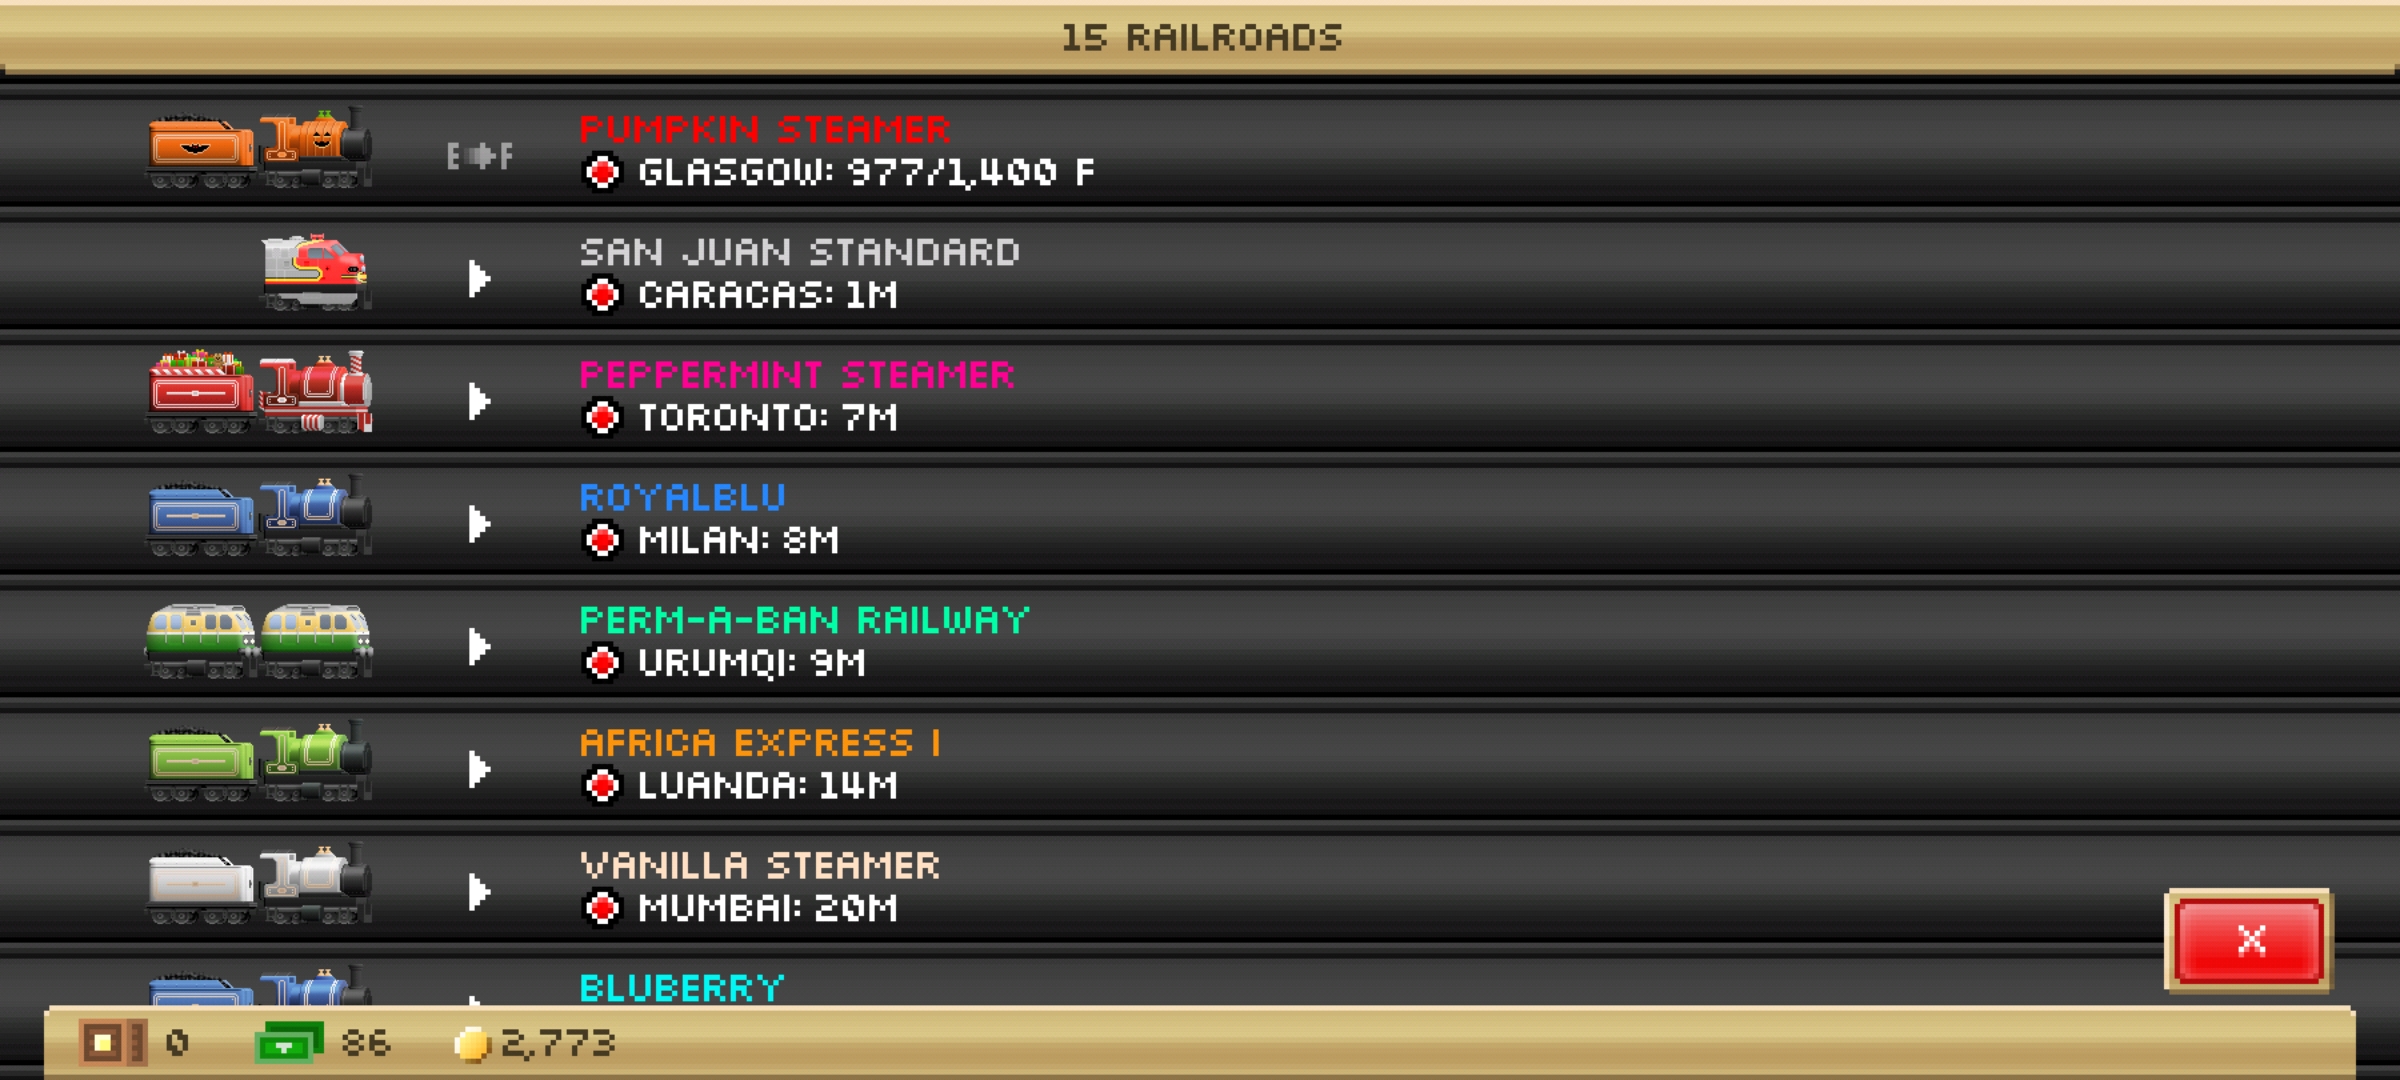 15 RAILROADS
PUMPKIN STEAMER
E F
GLASGOW: 977/1,400 F
SAN JUAN STANDARD
CARACAS: 1M
PEPPERMINT STEAMER
TORONTO: 7M
ROYALBLU
MILAN: 8M
PERM-A-BAN RAILWAY
URUMQI: 9M
AFRICA EXPRESS I
LUANDA: 14M
VANILLA STEAMER
MUMBAI: 20M
X
BLUBERRY
0 86 2,773